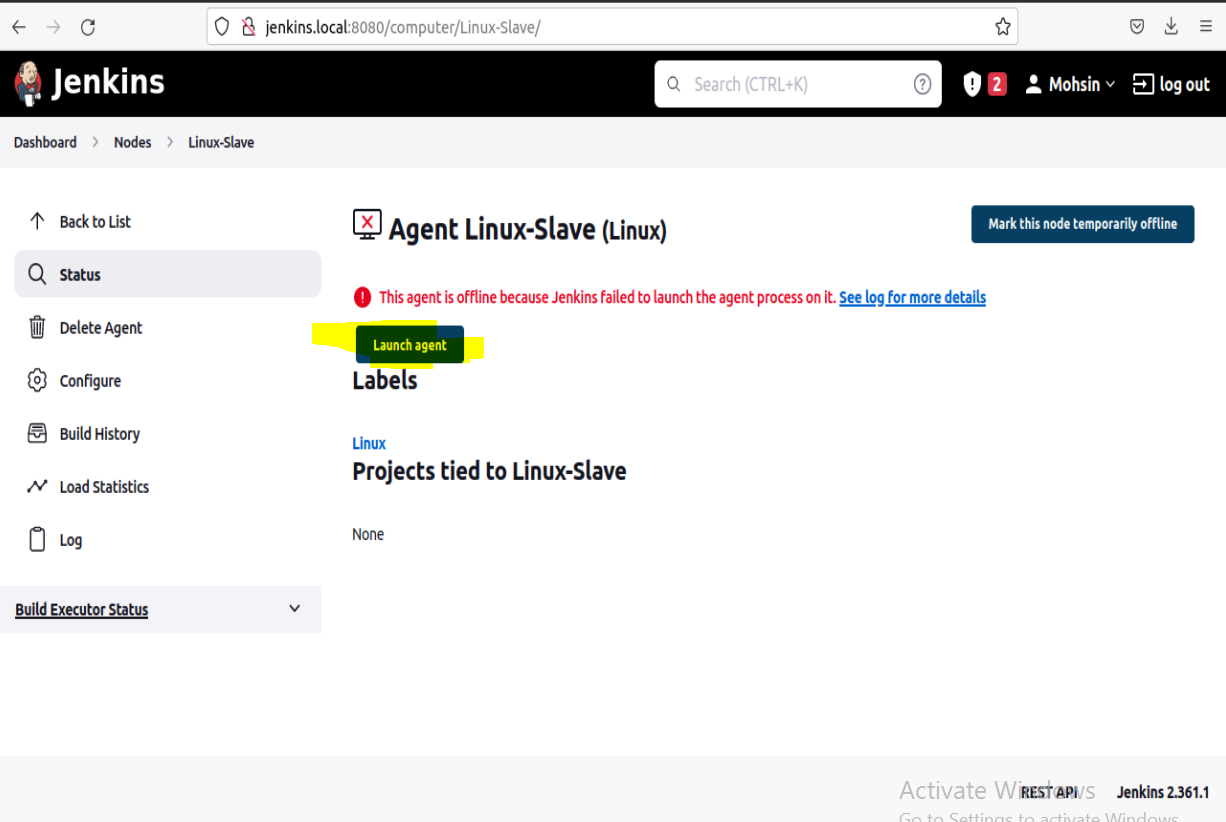 jenkins.local:8080/computer/Linux-Slave/
Jenkins
Search (CTRL+K)
2
Mohsin
log out
Dashboard
Nodes
Linux-Slave
Back to List
Status
Delete Agent
Configure
Build History
Load Statistics
Log
Build Executor Status
Agent Linux-Slave (Linux)
Mark this node temporarily offline
This agent is offline because Jenkins failed to launch the agent process on it. See log for more details
Launch agent
Labels
Linux
Projects tied to Linux-Slave
None
Activate Windows
REST API
Jenkins 2.361.1
Go to Settings to activate Windows